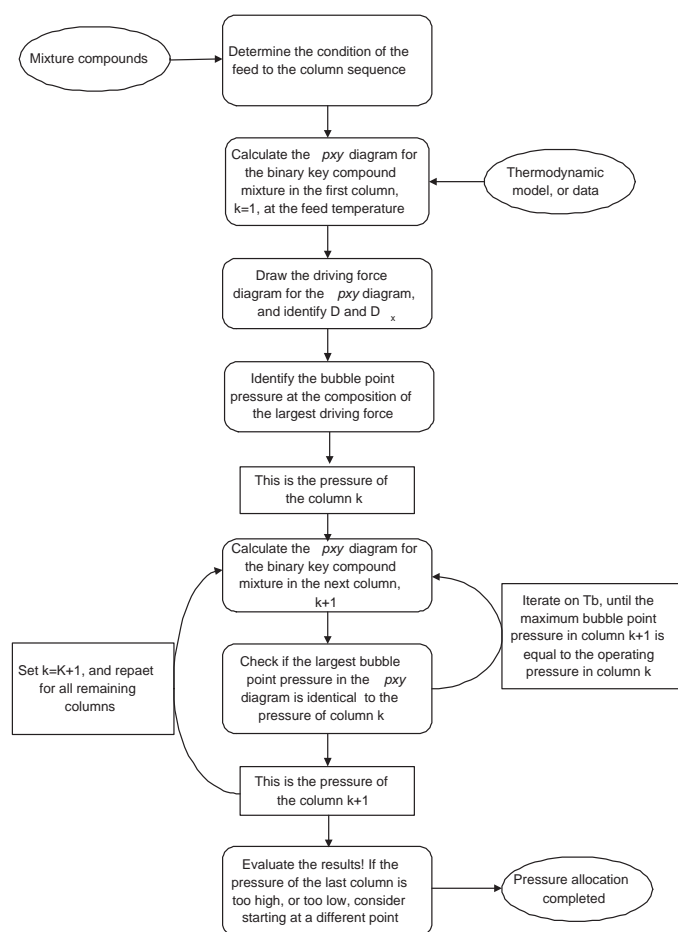 Mixture compounds
Determine the condition of the
feed to the column sequence
Calculate the pxy diagram for
the binary key compound
mixture in the first column,
k=1, at the feed temperature
Thermodynamic
model, or data
Draw the driving force
diagram for the pxy diagram,
and identify D and D x
Identify the bubble point
pressure at the composition of
the largest driving force
This is the pressure of
the column k
Calculate the pxy diagram for
the binary key compound
mixture in the next column,
k+1
Iterate on Tb, until the
maximum bubble point
pressure in column k+1 is
equal to the operating
pressure in column k
Set k=K+1, and repaet
for all remaining
columns
Check if the largest bubble
point pressure in the pxy
diagram is identical to the
pressure of column k
This is the pressure of
the column k+1
Evaluate the results! If the
pressure of the last column is
too high, or too low, consider
starting at a different point
Pressure allocation
completed